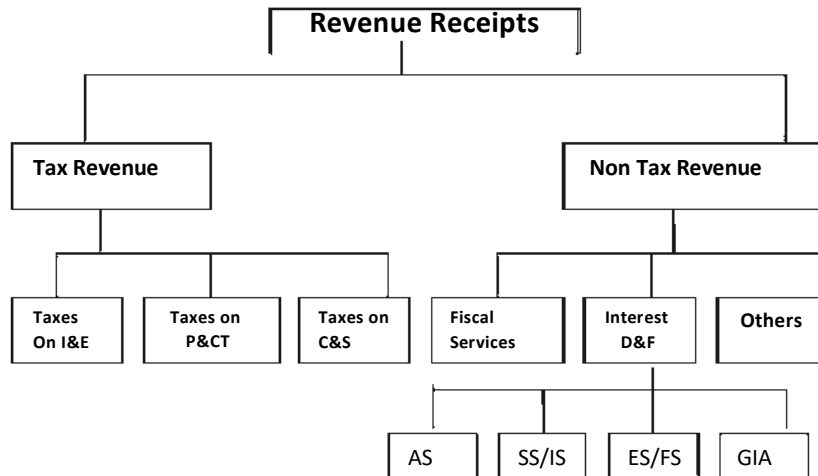 Revenue Receipts
Tax Revenue
Non Tax Revenue
Taxes
On I&E
Taxes on
P&CT
Taxes on
C&S
Fiscal
Services
Interest
D&F
Others
AS
SS/IS
ES/FS
GIA